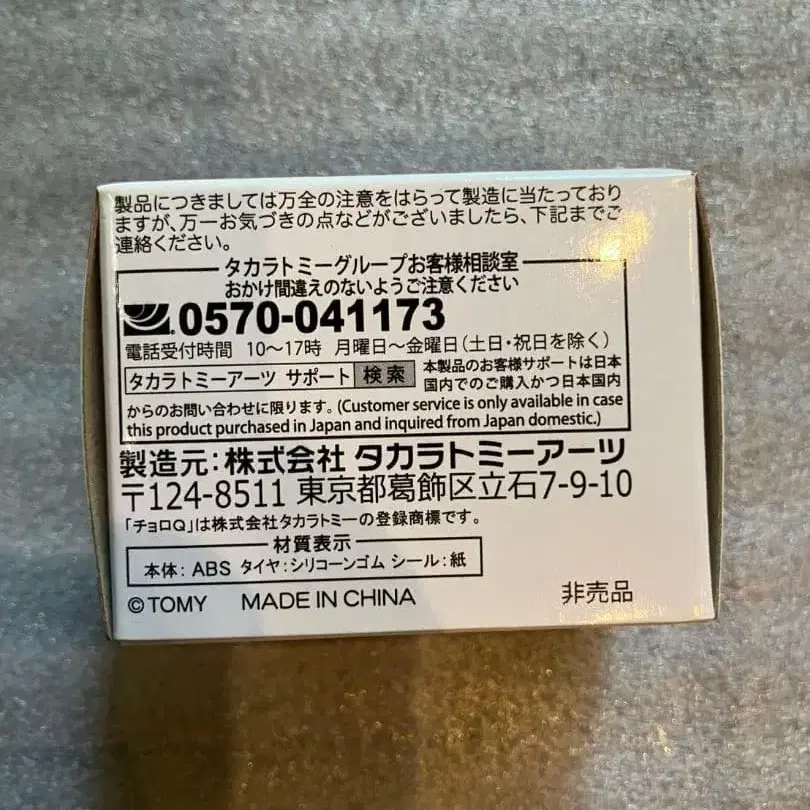 製品につきましては万全の注意をはらって製造に当たっており
ますが、万一お気づきの点などがございましたら、下記までご
連絡ください。
タカラトミーグループお客様相談室
おかけ間違えのないようご注意ください
0570-041173
電話受付時間 10〜17時 月曜日〜金曜日(土日・祝日を除く)
タカラトミーアーツ サポート 検索 本製品のお客様サポートは日本
国内でのご購入かつ日本国内
からのお問い合わせに限ります。(Customer service is only available in case
this product purchased in Japan and inquired from Japan domestic.)
製造元:株式会社 タカラトミーアーツ
〒124-8511 東京都葛飾区立石7-9-10
「チョロQ」は株式会社タカラトミーの登録商標です。
材質表示
本体:ABS タイヤ:シリコーンゴム シール:紙
©TOMY MADE IN CHINA 非売品